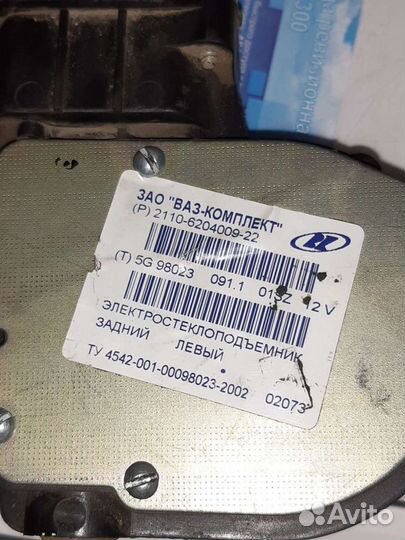 300
ЗАО "ВАЗ-КОМПЛЕКТ"
(P) 2110-6204009-22
(T) 5G 98023 091.1 01SZ 12 V
ЭЛЕКТРОСТЕКЛОПОДЪЕМНИК
ЗАДНИЙ ЛЕВЫЙ
ТУ 4542-001-00098023-2002 02073
Avito